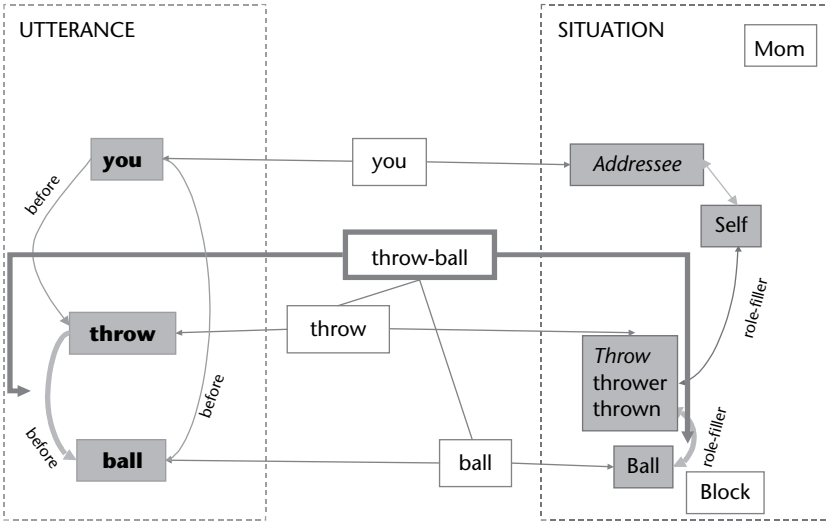 UTTERANCE
SITUATION
Mom
you
you
Addressee
before
Self
throw-ball
throw
throw
role-filler
Throw
thrower
thrown
before
before
role-filler
ball
ball
Ball
Block